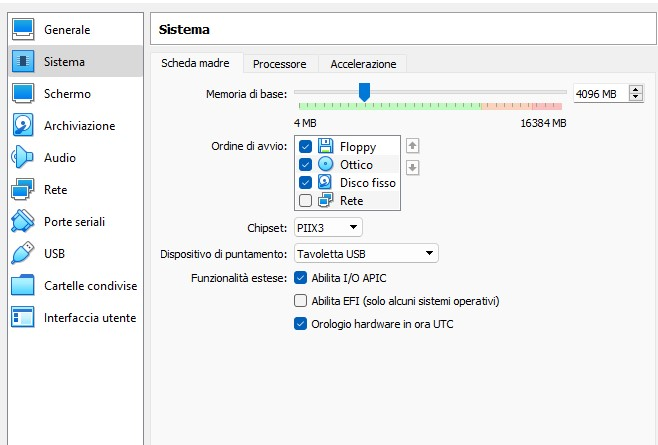 Generale
Sistema
Schermo
Archiviazione
Audio
Rete
Porte seriali
USB
Cartelle condivise
Interfaccia utente
Sistema
Scheda madre Processore Accelerazione
Memoria di base: 4096 MB
4 MB 16384 MB
Ordine di avvio: Floppy
Ottico
Disco fisso
Rete
Chipset: PIIX3
Dispositivo di puntamento: Tavoletta USB
Funzionalità estese: Abilita I/O APIC
Abilita EFI (solo alcuni sistemi operativi)
Orologio hardware in ora UTC